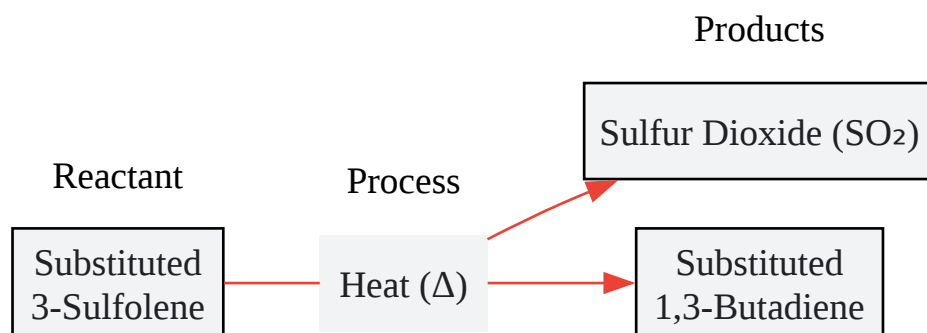 Products
Sulfur Dioxide (SO₂)
Reactant
Process
Substituted
3-Sulfolene
Heat (Δ)
Substituted
1,3-Butadiene